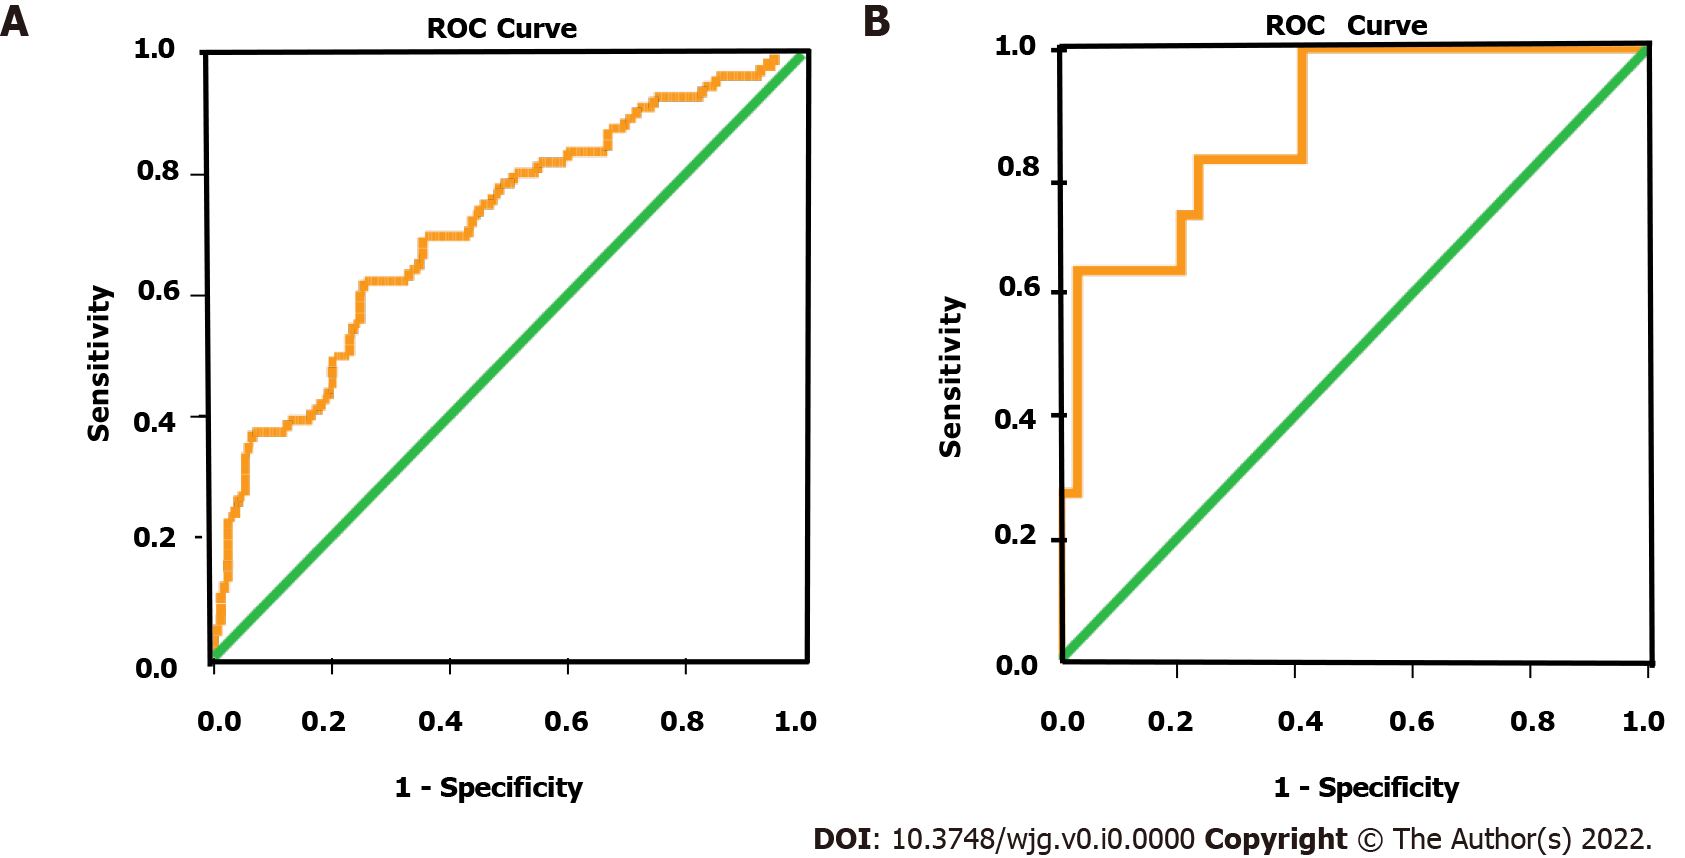 A
ROC Curve
1.0
0.8
0.6
0.4
0.2
0.0
Sensitivity
0.0 0.2 0.4 0.6 0.8 1.0
1 - Specificity
B
ROC Curve
1.0
0.8
0.6
0.4
0.2
0.0
Sensitivity
0.0 0.2 0.4 0.6 0.8 1.0
1 - Specificity
DOI: 10.3748/wjg.v0.i0.0000 Copyright © The Author(s) 2022.